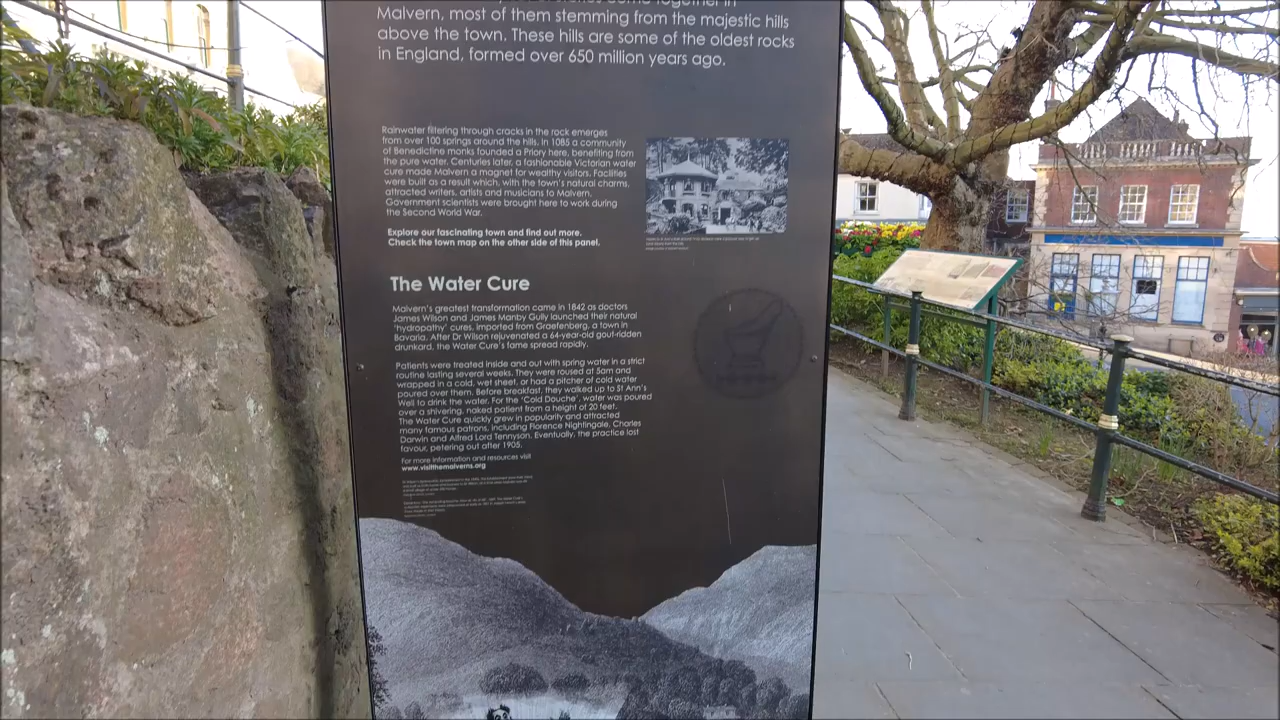 Malvern, most of them stemming from the majestic hills
above the town. These hills are some of the oldest rocks
in England, formed over 650 million years ago.
Rainwater filtering through cracks in the rock emerges
from over 100 springs around the hills. In 1085 a community
of Benedictine monks founded a Priory here, benefiting from
the pure water. Centuries later, a fashionable Victorian water
cure made Malvern a magnet for wealthy visitors. Facilities
were built as a result which, with the town's natural charms,
attracted writers, artists and musicians to Malvern.
Government scientists were brought here to work during
the Second World War.
Explore our fascinating town and find out more.
Check the town map on the other side of this panel.
The Water Cure
Malvern's greatest transformation came in 1842 as doctors
James Wilson and James Manby Gully launched their natural
'hydropathy' cures, imported from Graefenberg, a town in
Bavaria. After Dr Wilson rejuvenated a 64-year-old gout-ridden
drunkard, the Water Cure's fame spread rapidly.
Patients were treated inside and out with spring water in a strict
routine lasting several weeks. They were roused at 5am and
wrapped in a cold, wet sheet, or had a pitcher of cold water
poured over them. Before breakfast, they walked up to St Ann's
Well to drink the water. For the 'Cold Douche', water was poured
over a shivering, naked patient from a height of 20 feet.
The Water Cure quickly grew in popularity and attracted
many famous patrons, including Florence Nightingale, Charles
Darwin and Alfred Lord Tennyson. Eventually, the practice lost
favour, petering out after 1905.
For more information and resources visit
www.visitthemalverns.org